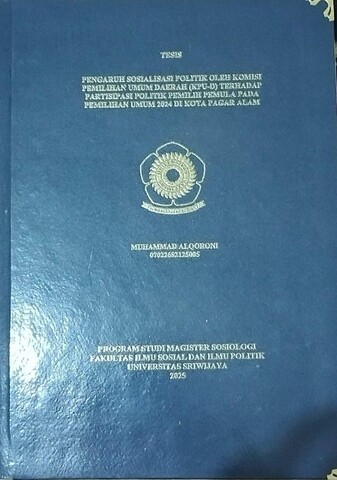 TESIS
PENGARUH SOSIALISASI POLITIK OLEH KOMISI
PEMILIHAN UMUM DAERAH (KPU-D) TERHADAP
PARTISIPASI POLITIK PEMILIH PEMULA PADA
PEMILIHAN UMUM 2024 DI KOTA PAGAR ALAM
MUHAMMAD ALQORONI
07022682125005
PROGRAM STUDI MAGISTER SOSIOLOGI
FAKULTAS ILMU SOSIAL DAN ILMU POLITIK
UNIVERSITAS SRIWIJAYA
2025